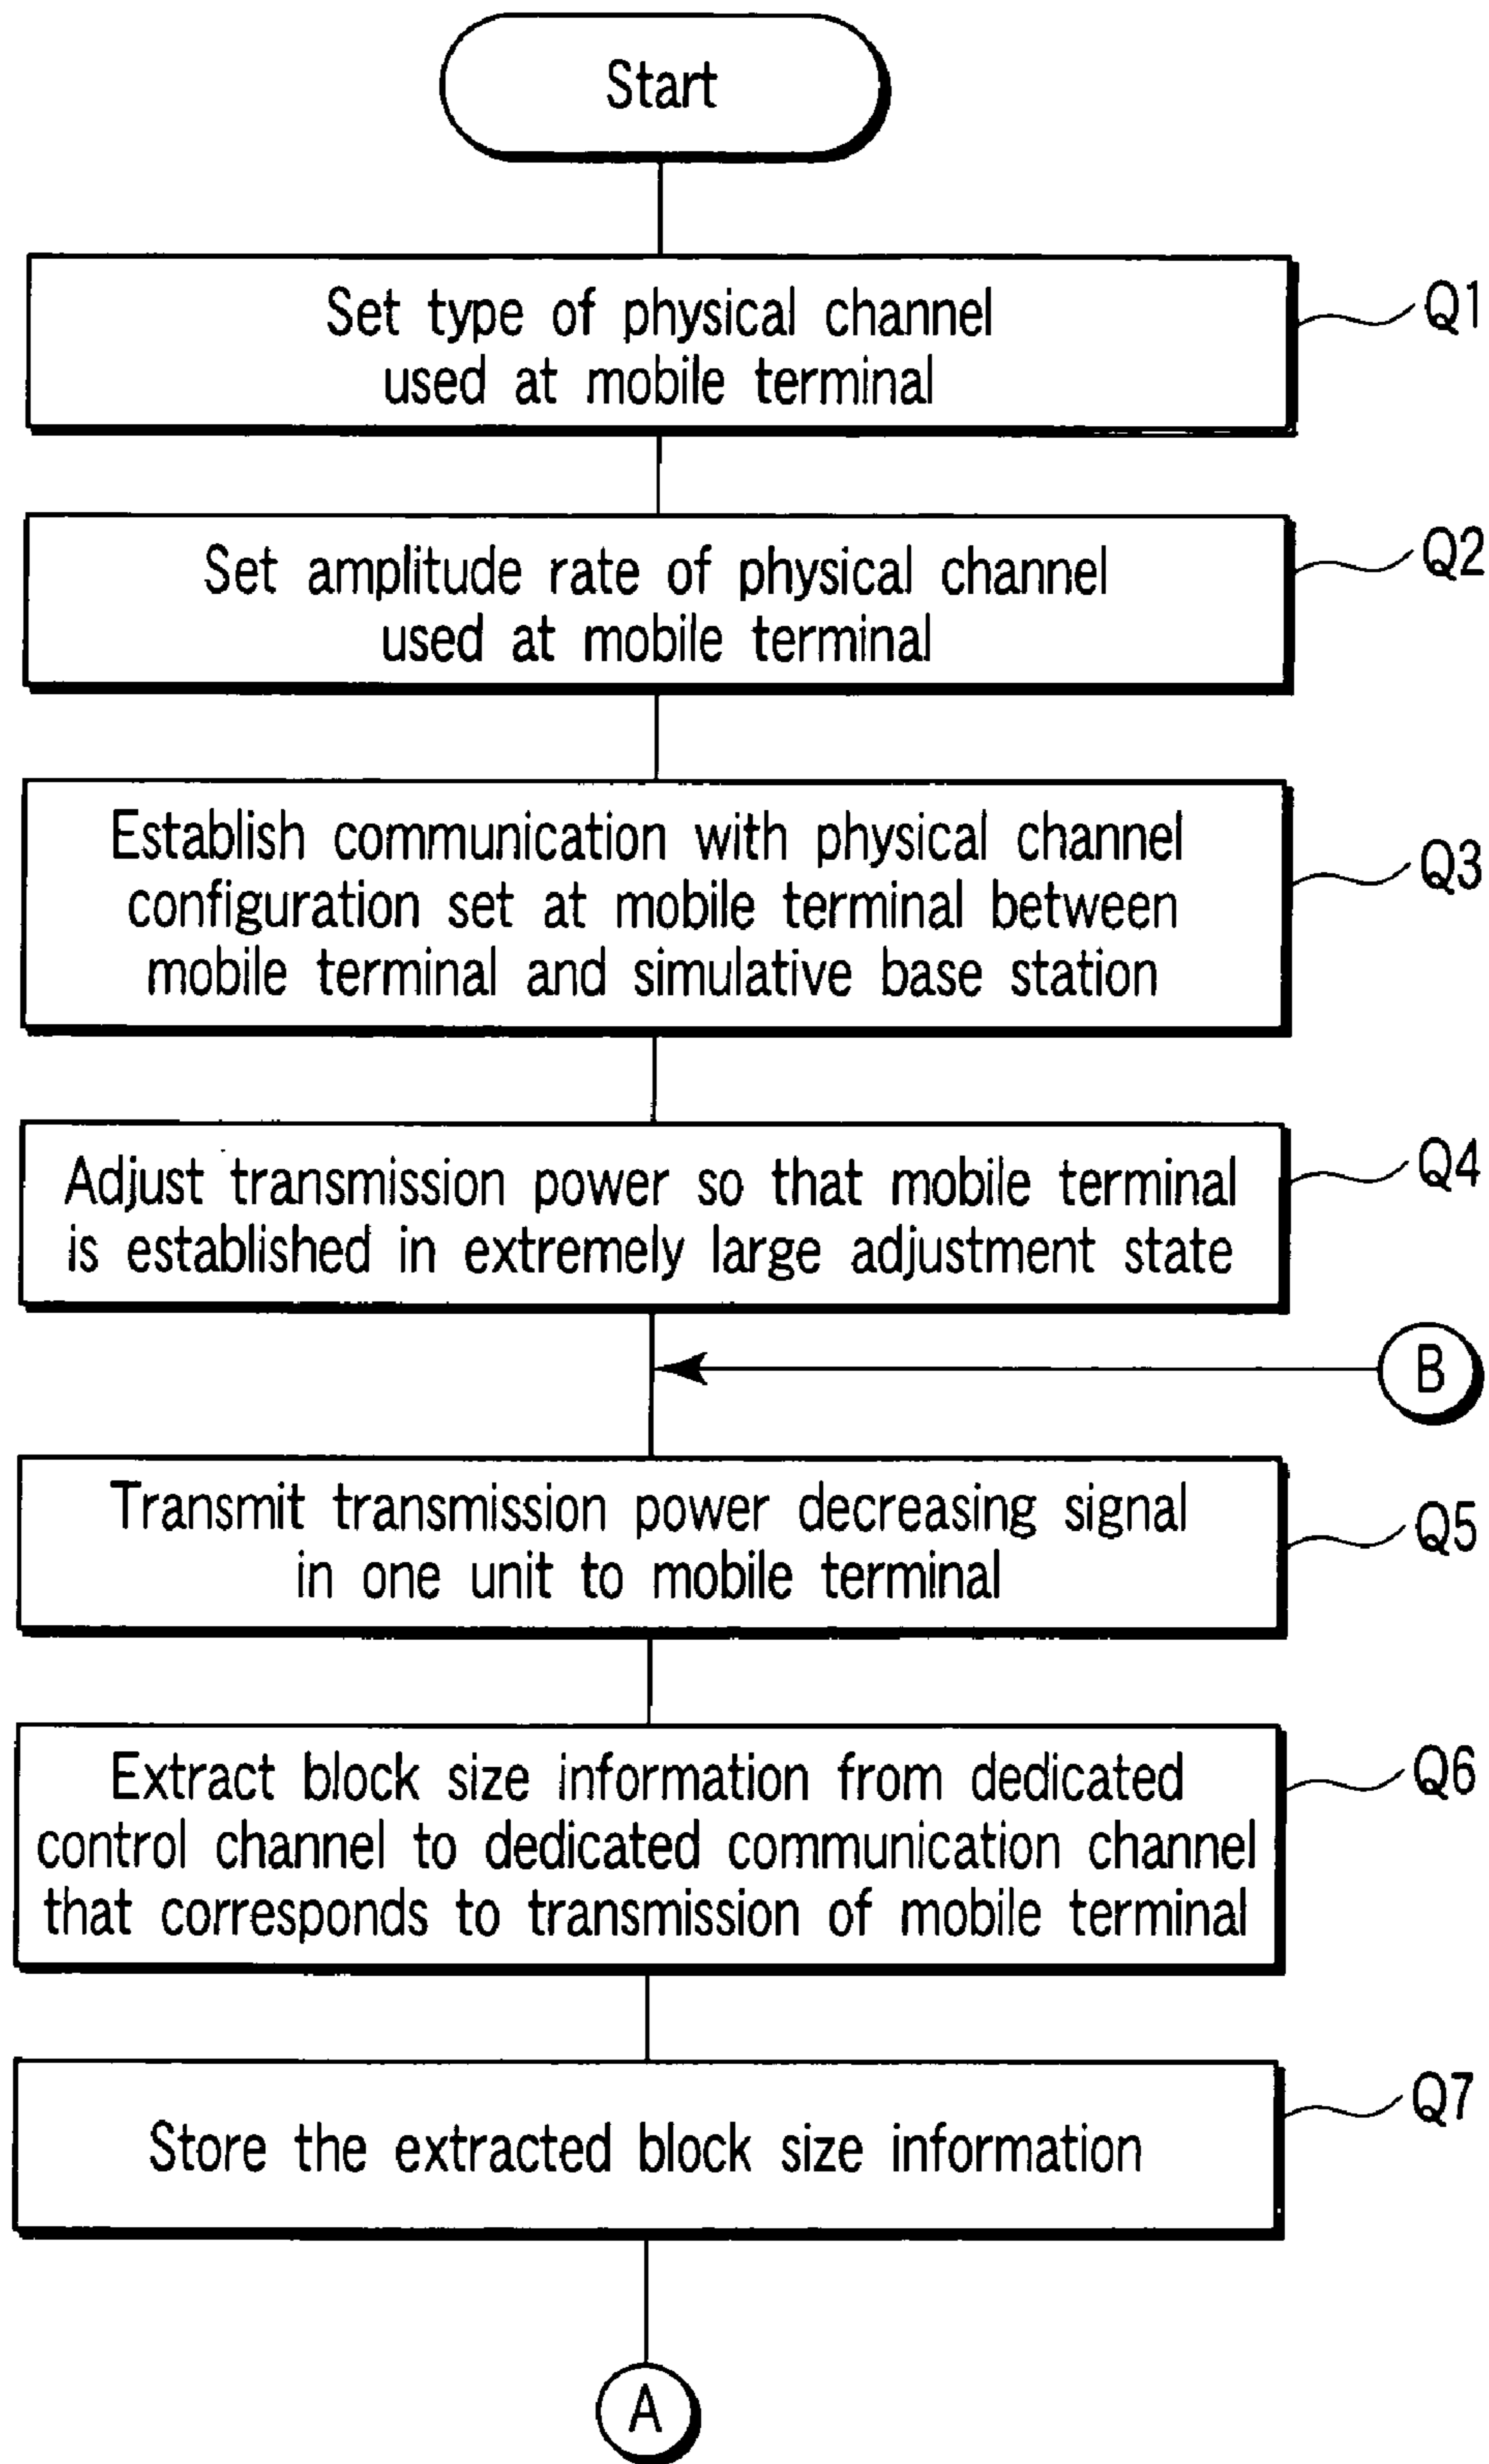 Start
Set type of physical channel
used at mobile terminal
Q1
Set amplitude rate of physical channel
used at mobile terminal
Q2
Establish communication with physical channel
configuration set at mobile terminal between
mobile terminal and simulative base station
Q3
Adjust transmission power so that mobile terminal
is established in extremely large adjustment state
Q4
B
Transmit transmission power decreasing signal
in one unit to mobile terminal
Q5
Extract block size information from dedicated
control channel to dedicated communication channel
that corresponds to transmission of mobile terminal
Q6
Store the extracted block size information
Q7
A